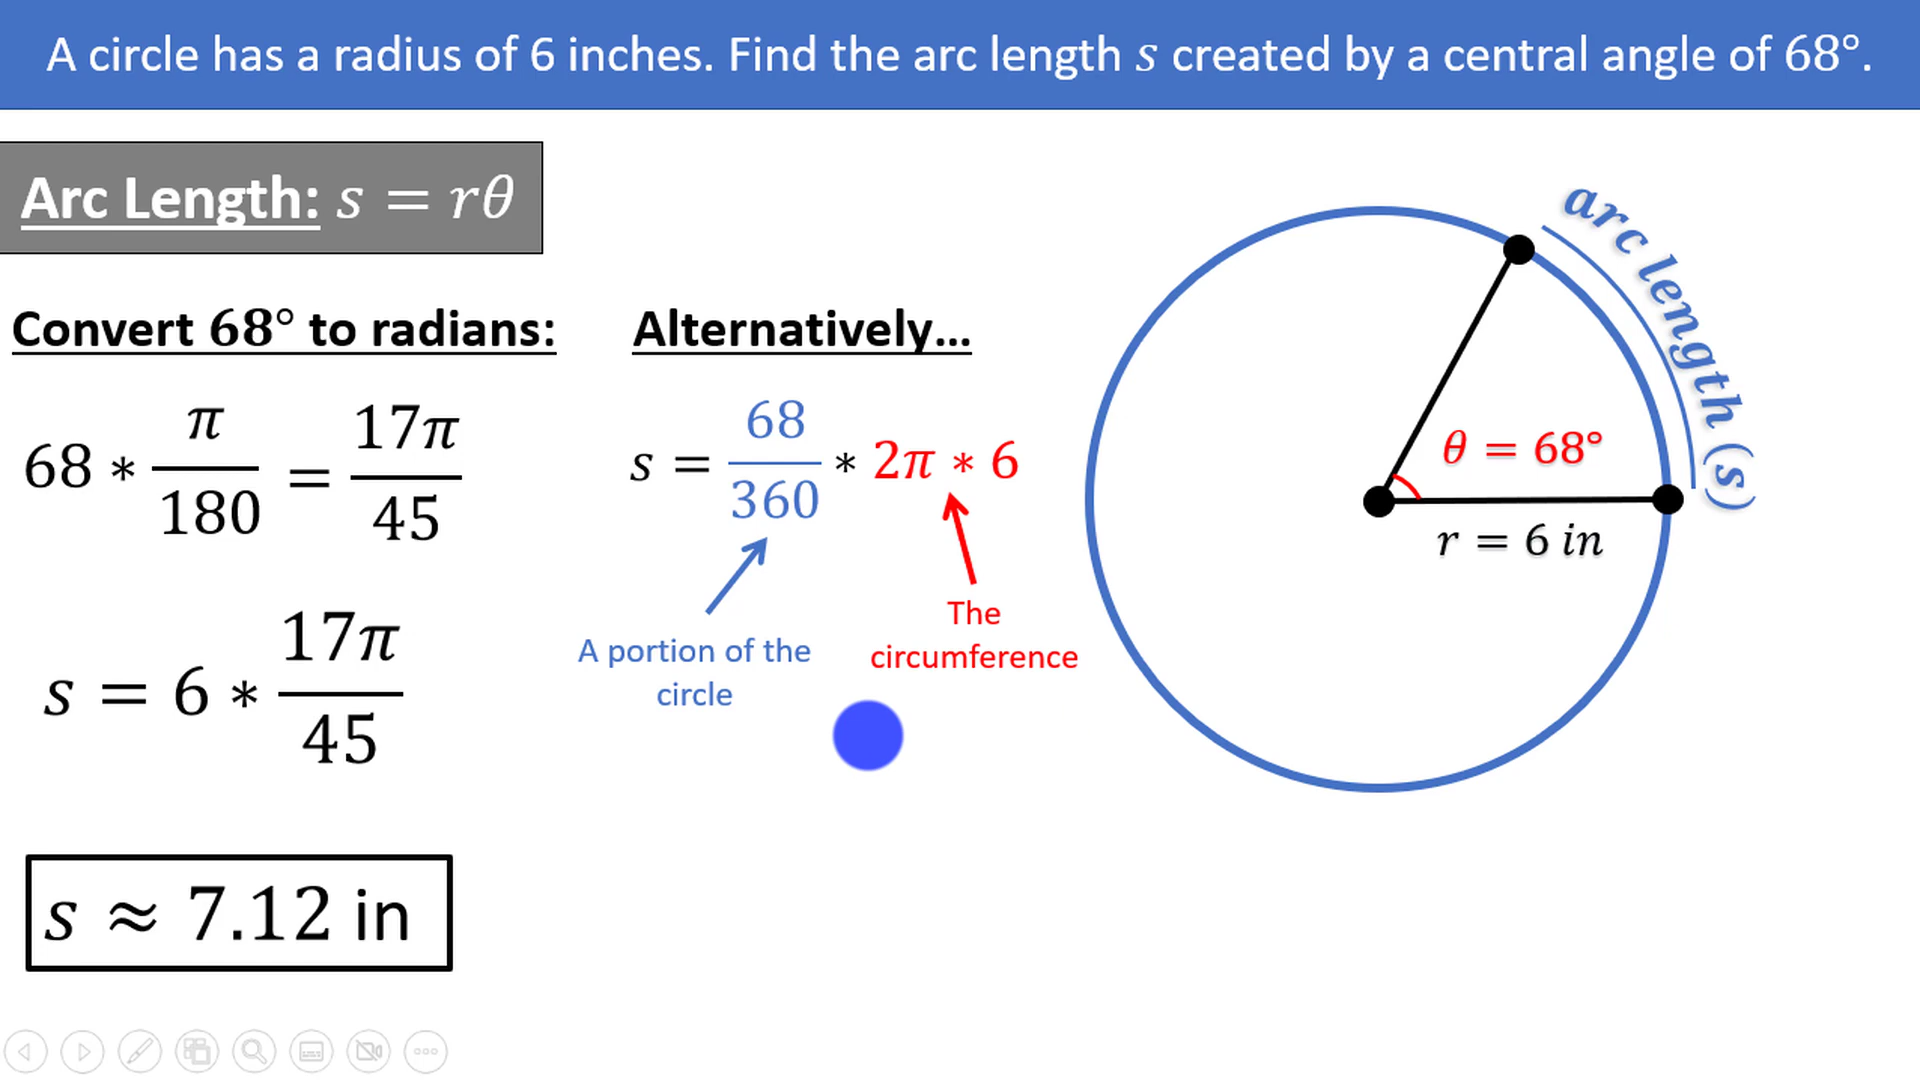 A circle has a radius of 6 inches. Find the arc length s created by a central angle of 68°.
Arc Length: s = rθ
Convert 68° to radians:
68 * π/180 = 17π/45
s = 6 * 17π/45
s ≈ 7.12 in
Alternatively...
s = 68/360 * 2π * 6
A portion of the
circle
The
circumference
arc length (s)
θ = 68°
r = 6 in